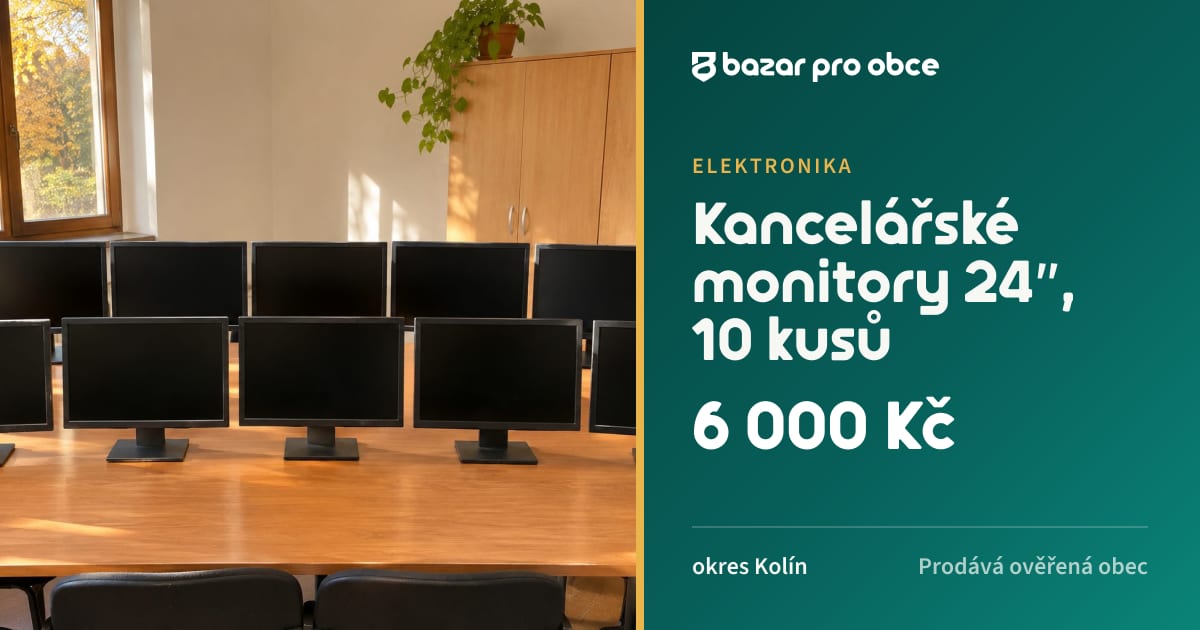 bazar pro obce
ELEKTRONIKA
Kancelářské
monitory 24″,
10 kusů
6 000 Kč
okres Kolín
Prodává ověřená obec